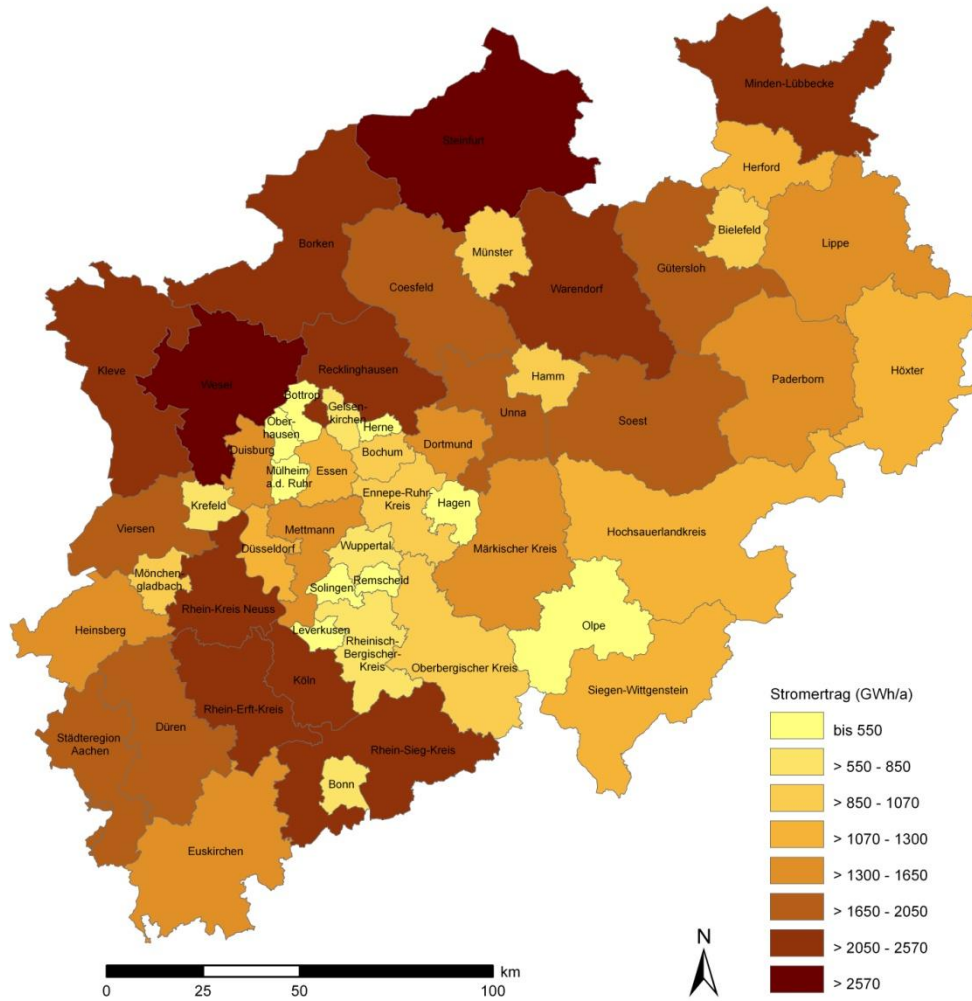 Minden-Lübbecke
Steinfurt
Herford
Bielefeld
Lippe
Borken
Münster
Gütersloh
Coesfeld
Warendorf
Kleve
Wesel
Recklinghausen
Hamm
Paderborn
Höxter
Bottrop
Gelsen-
kirchen
Unna
Soest
Ober-
hausen
Herne
Duisburg
Dortmund
Essen
Bochum
Mülheim
a.d. Ruhr
Ennepe-Ruhr-
Kreis
Hagen
Krefeld
Viersen
Mettmann
Hochsauerlandkreis
Düsseldorf
Wuppertal
Märkischer Kreis
Mönchen-
gladbach
Solingen
Remscheid
Rhein-Kreis Neuss
Olpe
Heinsberg
Leverkusen
Rheinisch-
Bergischer-
Kreis
Oberbergischer Kreis
Köln
Siegen-Wittgenstein
Rhein-Erft-Kreis
Düren
Städteregion
Aachen
Rhein-Sieg-Kreis
Bonn
Euskirchen
Stromertrag (GWh/a)
bis 550
> 550 - 850
> 850 - 1070
> 1070 - 1300
> 1300 - 1650
> 1650 - 2050
> 2050 - 2570
> 2570
N
km
0 25 50 100